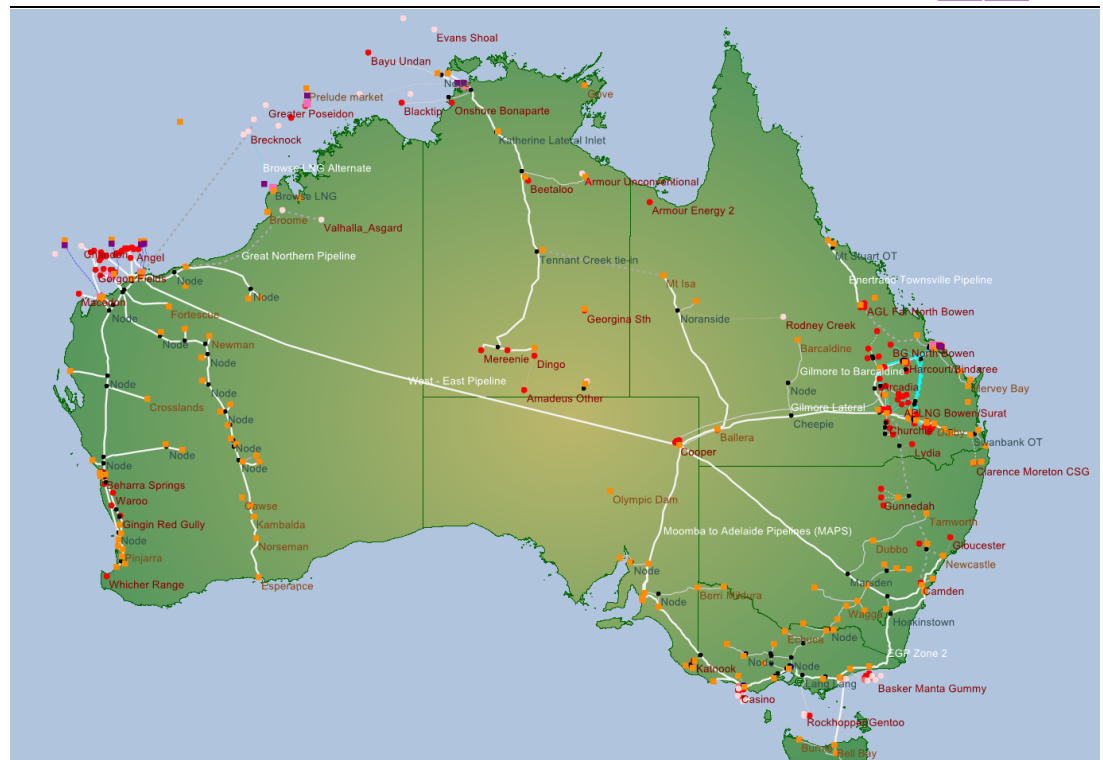 Evans Shoal
Bayu Undan
Prelude market
Gove
Greater Poseidon
Blacktip
Onshore Bonaparte
Brecknock
Katherine Latetal Inlet
Browse LNG Alternate
Beetaloo
Armour Unconventional
Browse LNG
Armour Energy 2
Broome
Valhalla_Asgard
Angel
Great Northern Pipeline
Tennant Creek tie-in
Mt Stuart OT
Gorgon Fields
Node
Node
Mt Isa
Enertrade Townsville Pipeline
Macedon
Fortescue
Georgina Sth
Noranside
Rodney Creek
AGL Far North Bowen
Node
Node
Newman
Barcaldine
BG North Bowen
Mereenie
Dingo
Node
Gilmore to Barcaldine
Harcourt/Bindaree
West - East Pipeline
Node
Node
Node
Arcadia
Hervey Bay
Crosslands
Amadeus Other
Gilmore Lateral
Cheepie
APLNG Bowen/Surat
Node
Node
Ballera
Churchie
Dalby
Swanbank OT
Node
Node
Node
Cooper
Lydia
Clarence Moreton CSG
Beharra Springs
Waroo
Olympic Dam
Gunnedah
Cawse
Gingin Red Gully
Kambalda
Tamworth
Node
Moomba to Adelaide Pipelines (MAPS)
Norseman
Dubbo
Gloucester
Pinjarra
Newcastle
Whicher Range
Esperance
Node
Marsden
Node
Berri Mildura
Camden
Wagga
Hoskinstown
Echuca
Node
EGP Zone 2
Katnook
Node
Node
Lang Lang
Basker Manta Gummy
Casino
Rockhopper/Gentoo
Burnie
Bell Bay